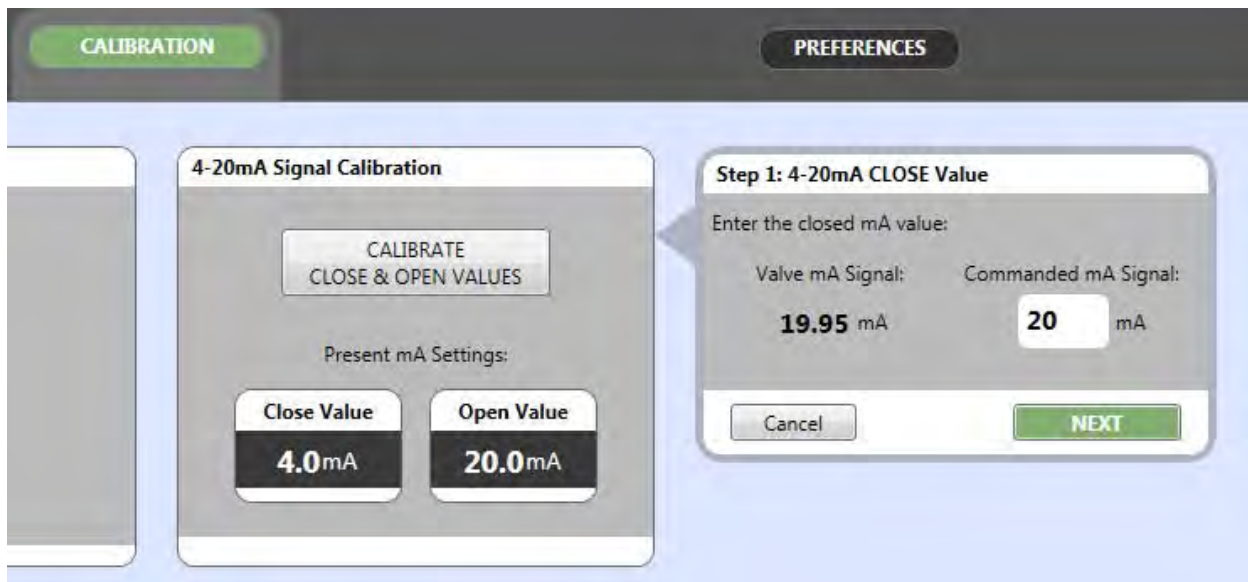 CALIBRATION
PREFERENCES
4-20mA Signal Calibration
CALIBRATE
CLOSE & OPEN VALUES
Present mA Settings:
Close Value
Open Value
4.0mA
20.0mA
Step 1: 4-20mA CLOSE Value
Enter the closed mA value:
Valve mA Signal:
Commanded mA Signal:
19.95 mA
20 mA
Cancel
NEXT